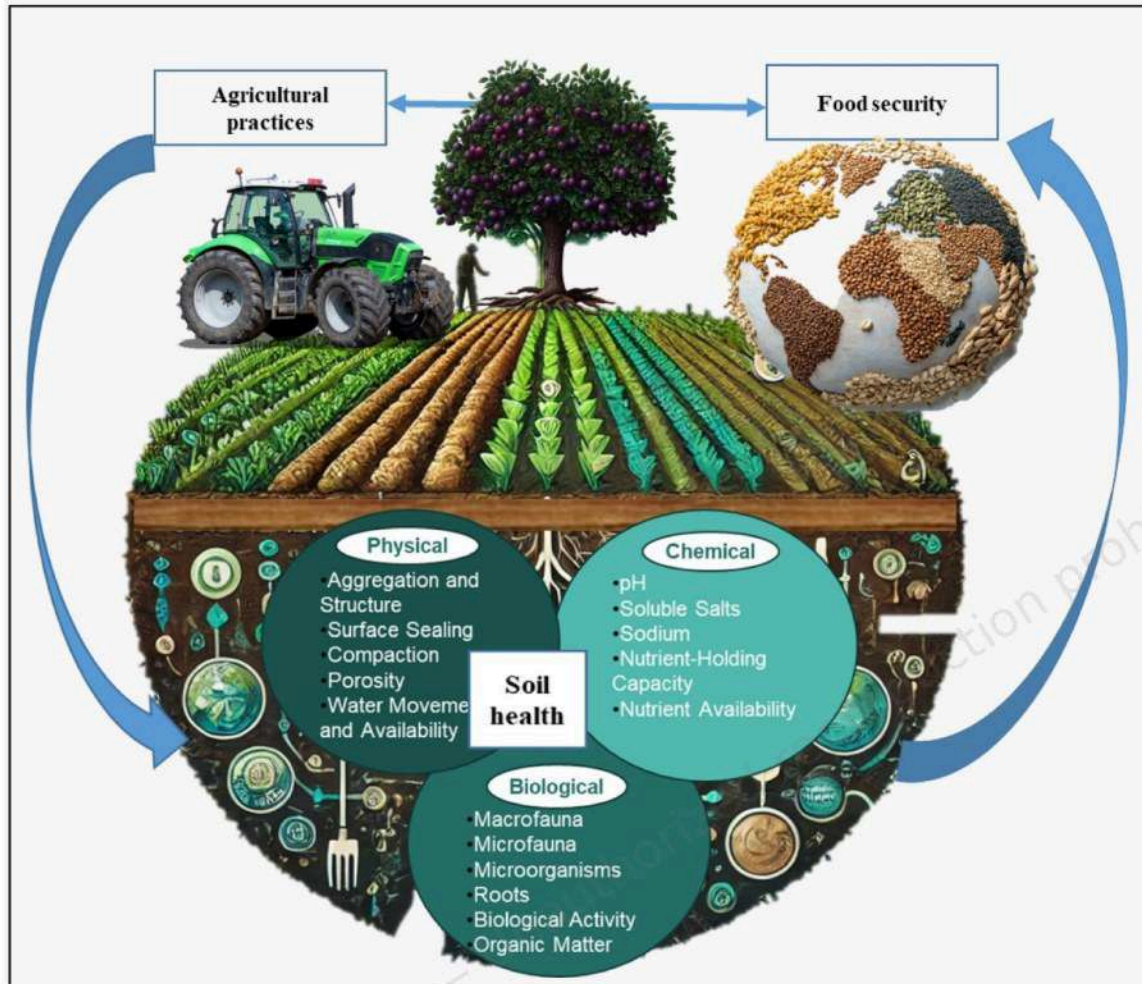 Agricultural
practices
Food security
Physical
•Aggregation and
Structure
•Surface Sealing
•Compaction
•Porosity
•Water Moveme
and Availability
Chemical
•pH
•Soluble Salts
•Sodium
•Nutrient-Holding
Capacity
•Nutrient Availability
Soil
health
Biological
•Macrofauna
•Microfauna
•Microorganisms
•Roots
•Biological Activity
•Organic Matter